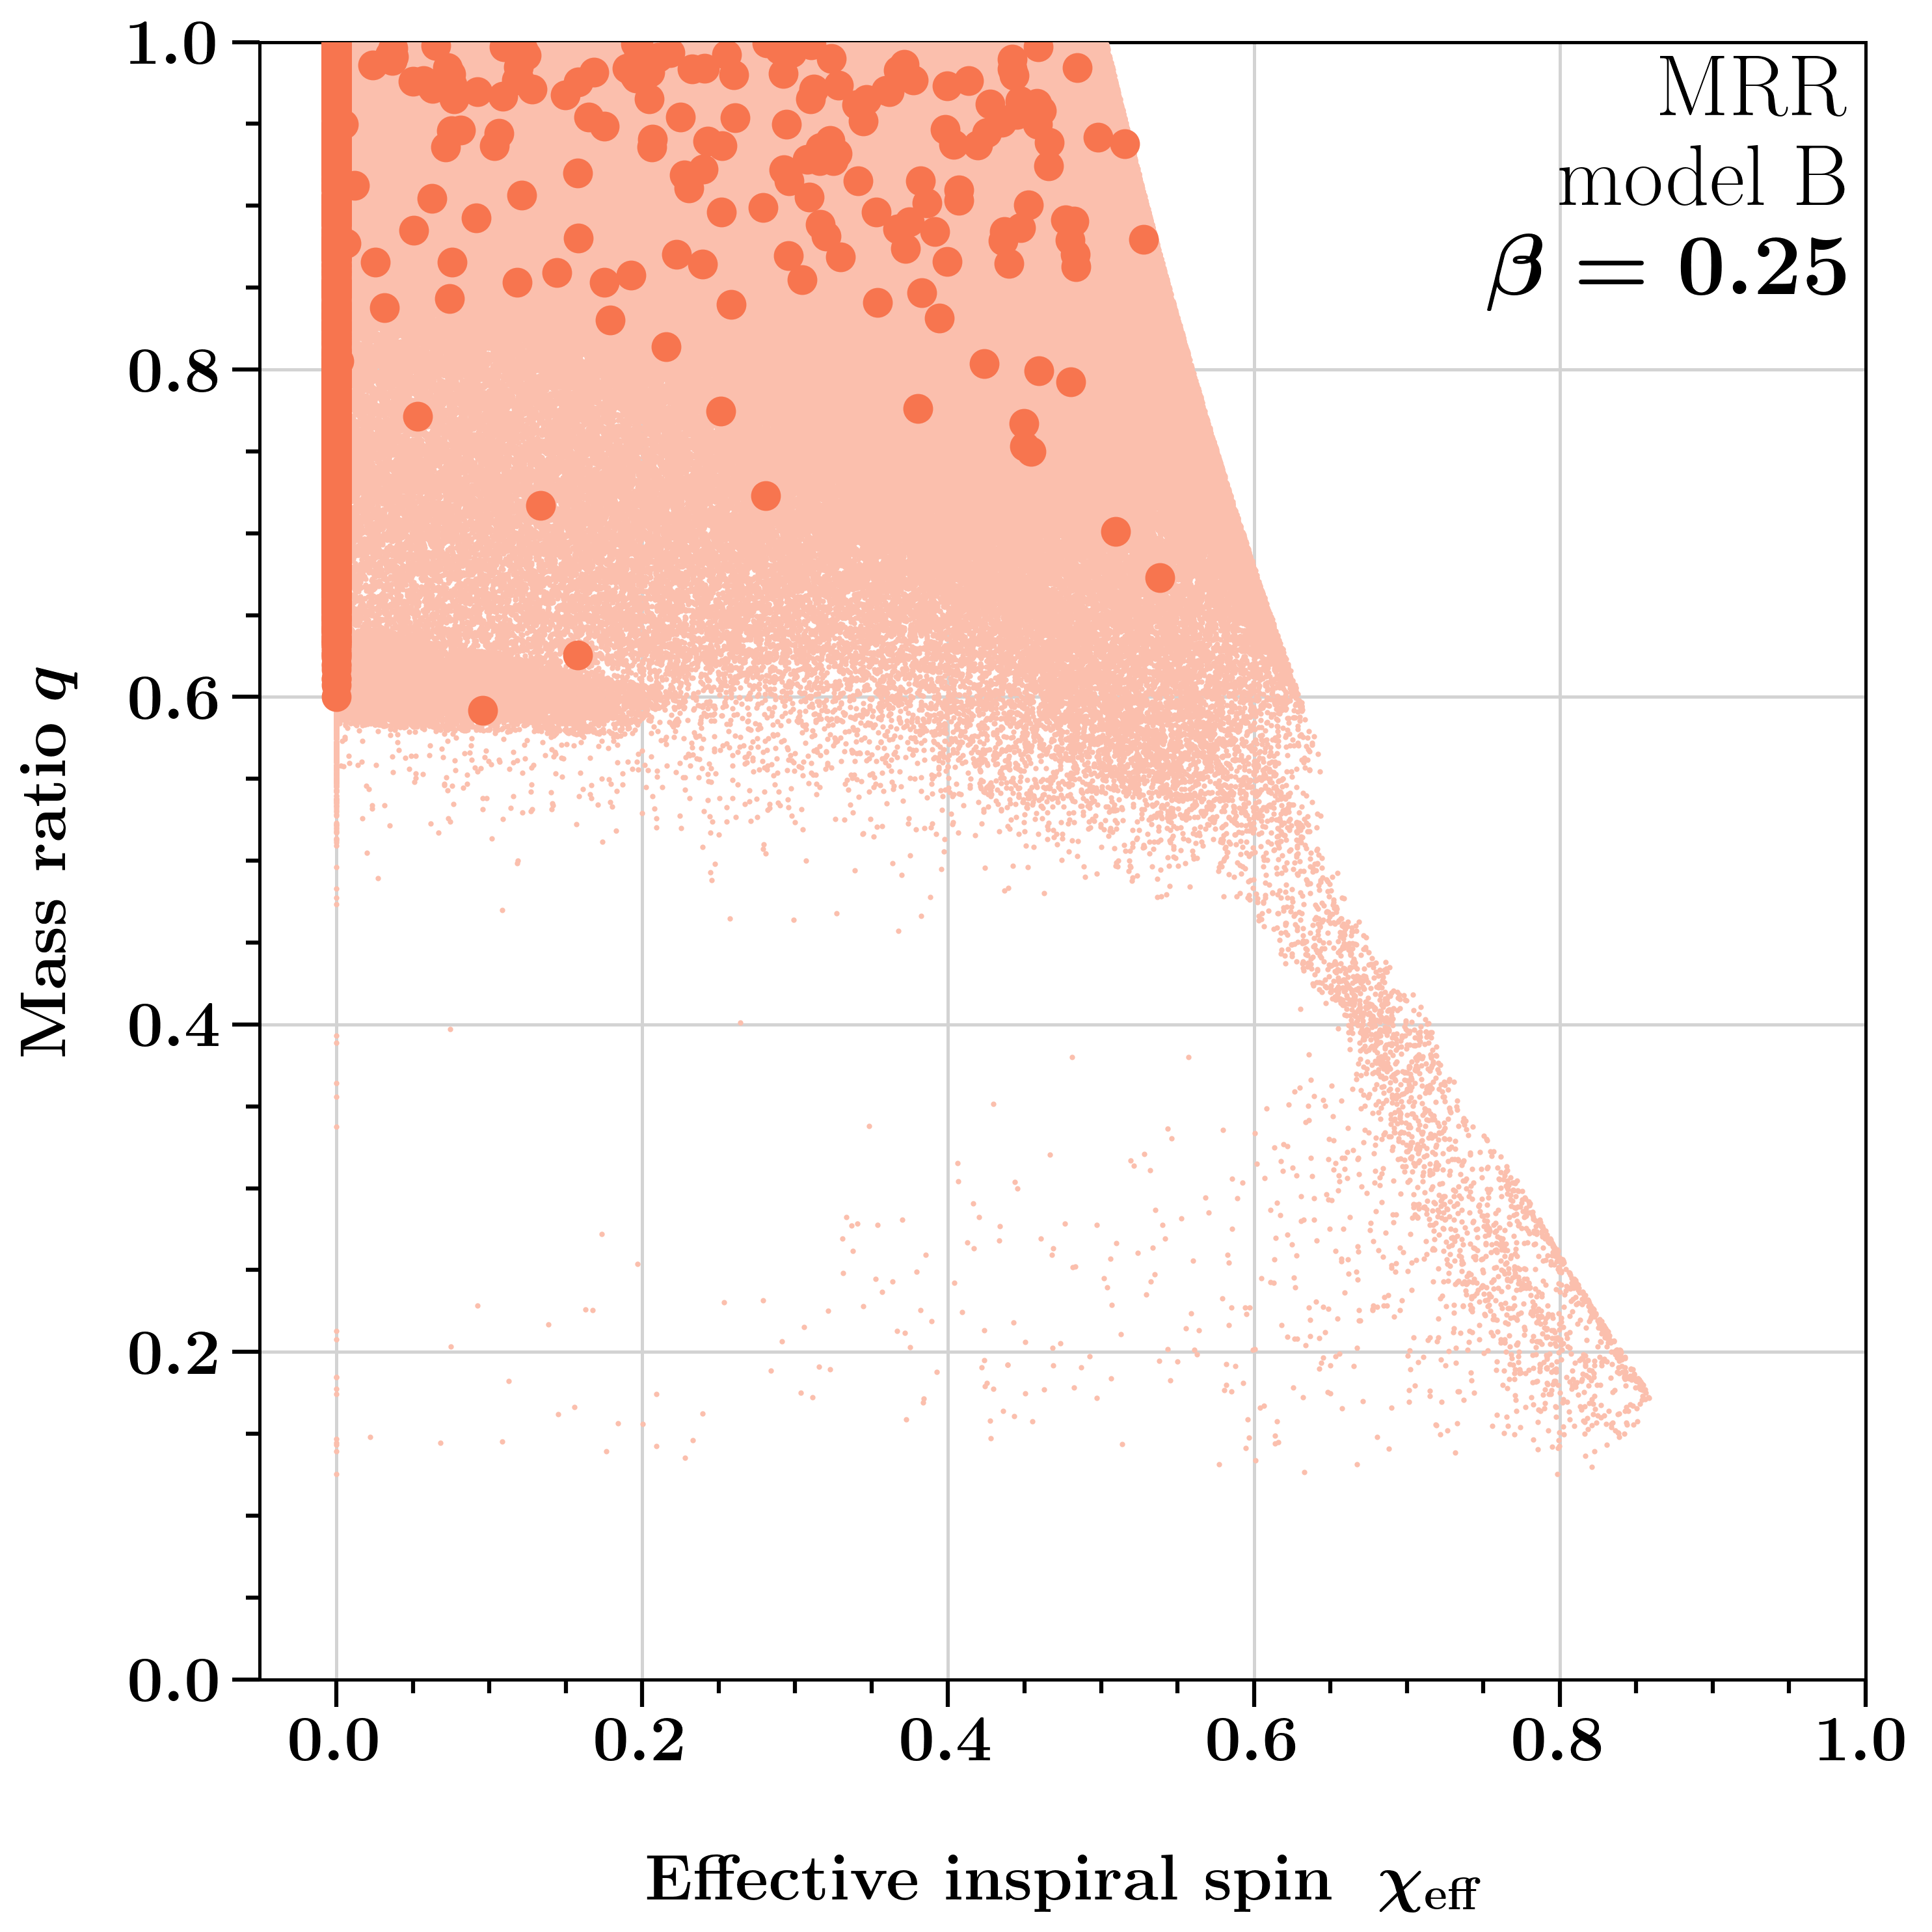 MRR
model B
β = 0.25
1.0
0.8
0.6
0.4
0.2
0.0
Mass ratio q
0.0 0.2 0.4 0.6 0.8 1.0
Effective inspiral spin χeff